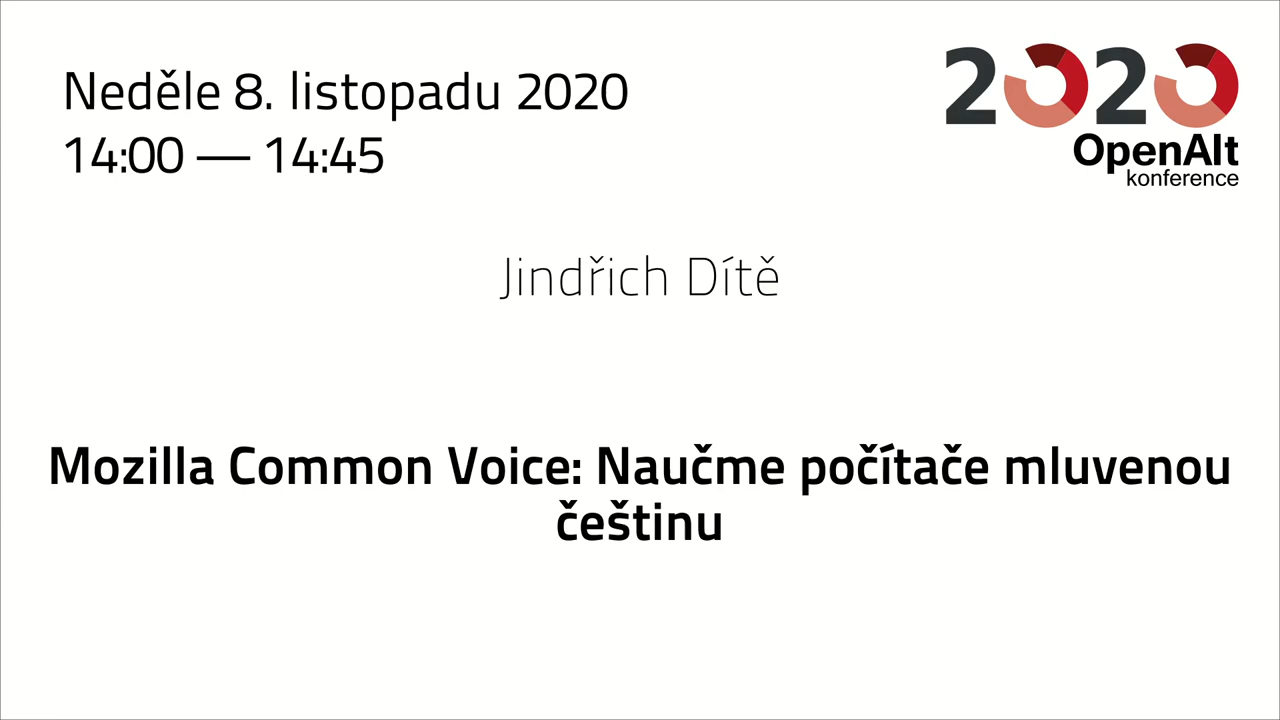 Neděle 8. listopadu 2020
14:00 — 14:45
2020
OpenAlt
konference
Jindřich Dítě
Mozilla Common Voice: Naučme počítače mluvenou
češtinu